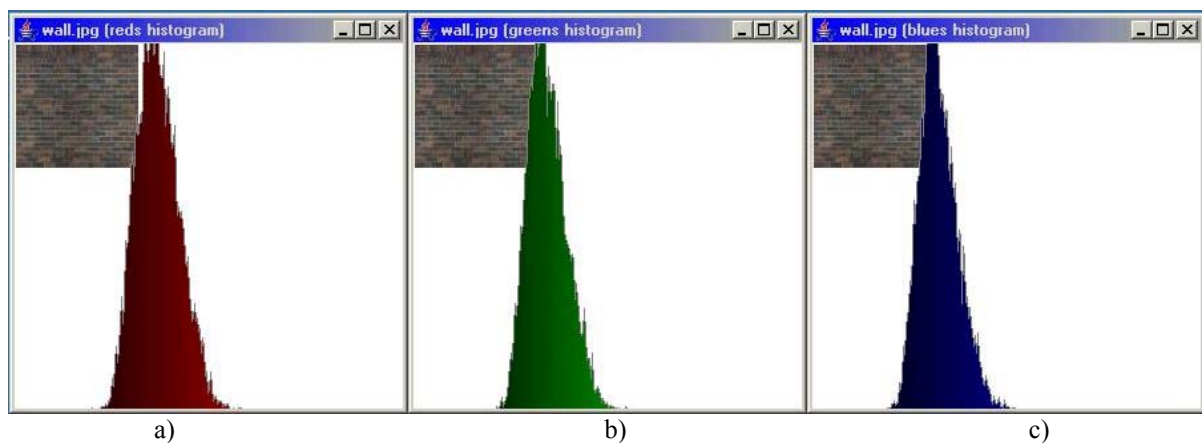 wall.jpg (reds histogram)
wall.jpg (greens histogram)
wall.jpg (blues histogram)
a)
b)
c)